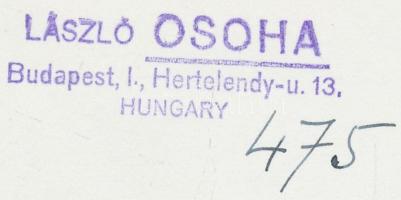 LÁSZLÓ OSOHA
Budapest, I., Hertelendy-u. 13.
HUNGARY
475